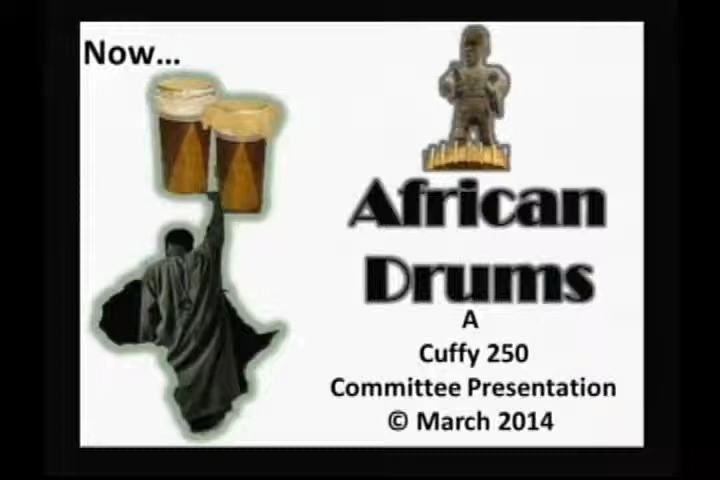 Now...
African
Drums
A
Cuffy 250
Committee Presentation
© March 2014